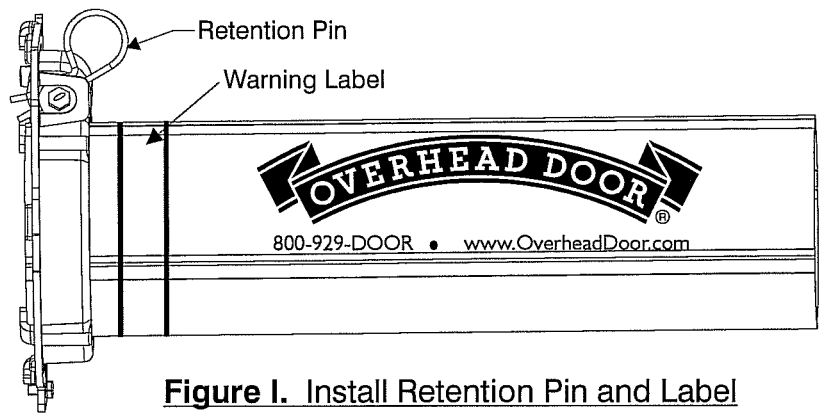 Retention Pin
Warning Label
OVERHEAD DOOR®
800-929-DOOR • www.OverheadDoor.com
Figure I. Install Retention Pin and Label